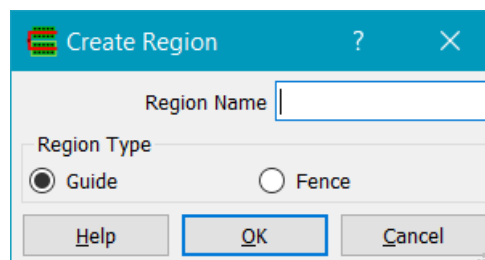 Create Region ? ×
Region Name
Region Type
Guide Fence
Help OK Cancel